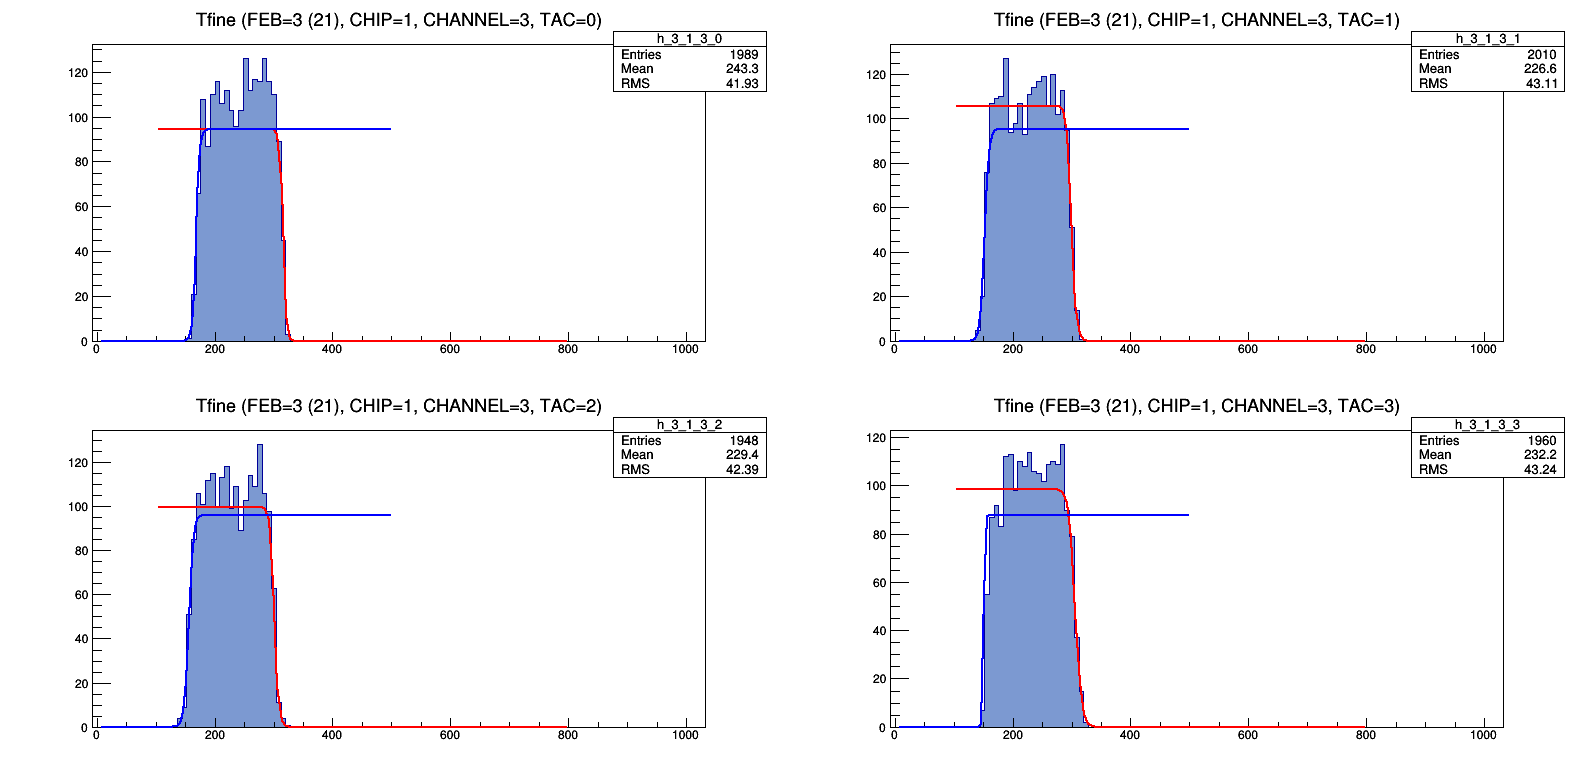 Tfine (FEB=3 (21), CHIP=1, CHANNEL=3, TAC=0)
h_3_1_3_0
Entries 1989
Mean 243.3
RMS 41.93
120
100
80
60
40
20
0
0 200 400 600 800 1000
Tfine (FEB=3 (21), CHIP=1, CHANNEL=3, TAC=1)
h_3_1_3_1
Entries 2010
Mean 226.6
RMS 43.11
120
100
80
60
40
20
0
0 200 400 600 800 1000
Tfine (FEB=3 (21), CHIP=1, CHANNEL=3, TAC=2)
h_3_1_3_2
Entries 1948
Mean 229.4
RMS 42.39
120
100
80
60
40
20
0
0 200 400 600 800 1000
Tfine (FEB=3 (21), CHIP=1, CHANNEL=3, TAC=3)
h_3_1_3_3
Entries 1960
Mean 232.2
RMS 43.24
120
100
80
60
40
20
0
0 200 400 600 800 1000